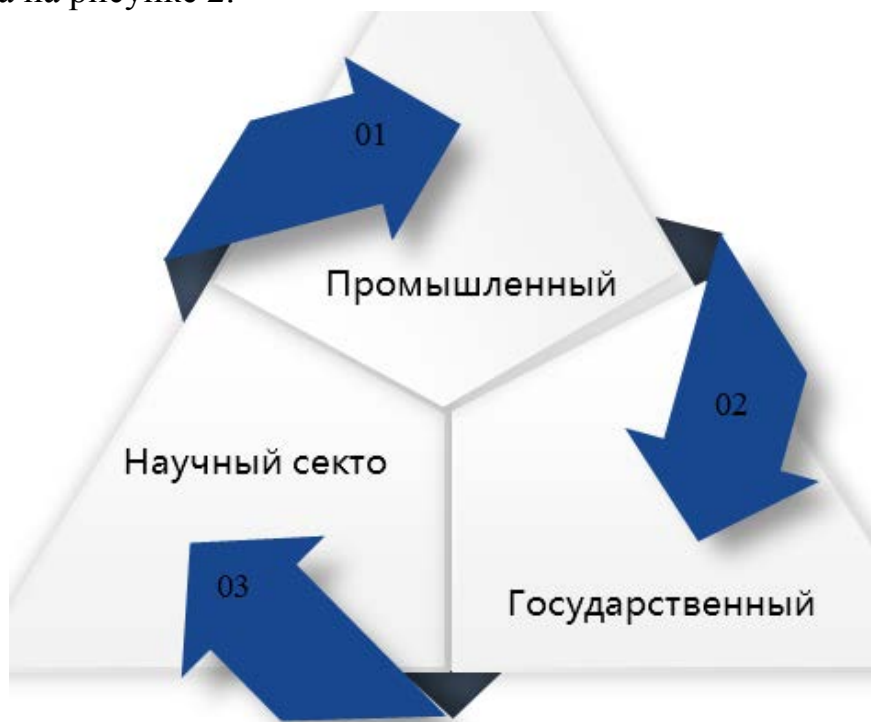 на рисунке 2.
01
Промышленный
02
Научный секто
03
Государственный